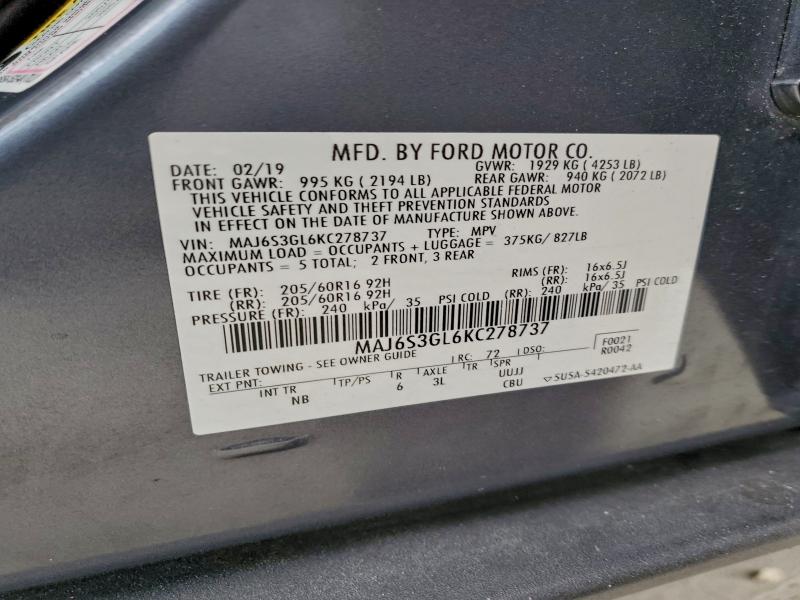 MFD. BY FORD MOTOR CO.
DATE: 02/19 GVWR: 1929 KG ( 4253 LB)
FRONT GAWR: 995 KG ( 2194 LB) REAR GAWR: 940 KG ( 2072 LB)
THIS VEHICLE CONFORMS TO ALL APPLICABLE FEDERAL MOTOR
VEHICLE SAFETY AND THEFT PREVENTION STANDARDS
IN EFFECT ON THE DATE OF MANUFACTURE SHOWN ABOVE.
VIN: MAJ6S3GL6KC278737 TYPE: MPV
MAXIMUM LOAD = OCCUPANTS + LUGGAGE = 375KG/ 827LB
OCCUPANTS = 5 TOTAL; 2 FRONT, 3 REAR
TIRE (FR): 205/60R16 92H RIMS (FR): 16x6.5J
(RR): 205/60R16 92H (RR): 16x6.5J
PRESSURE (FR): 240 kPa/ 35 PSI COLD (RR): 240 kPa/ 35 PSI COLD
MAJ6S3GL6KC278737
TRAILER TOWING - SEE OWNER GUIDE RC: 72 DSO: F0021
R0042
EXT PNT: INT TR TP/PS R AXLE TR SPR
NB 6 3L UUJJ
CBU SUSA-S420472-AA